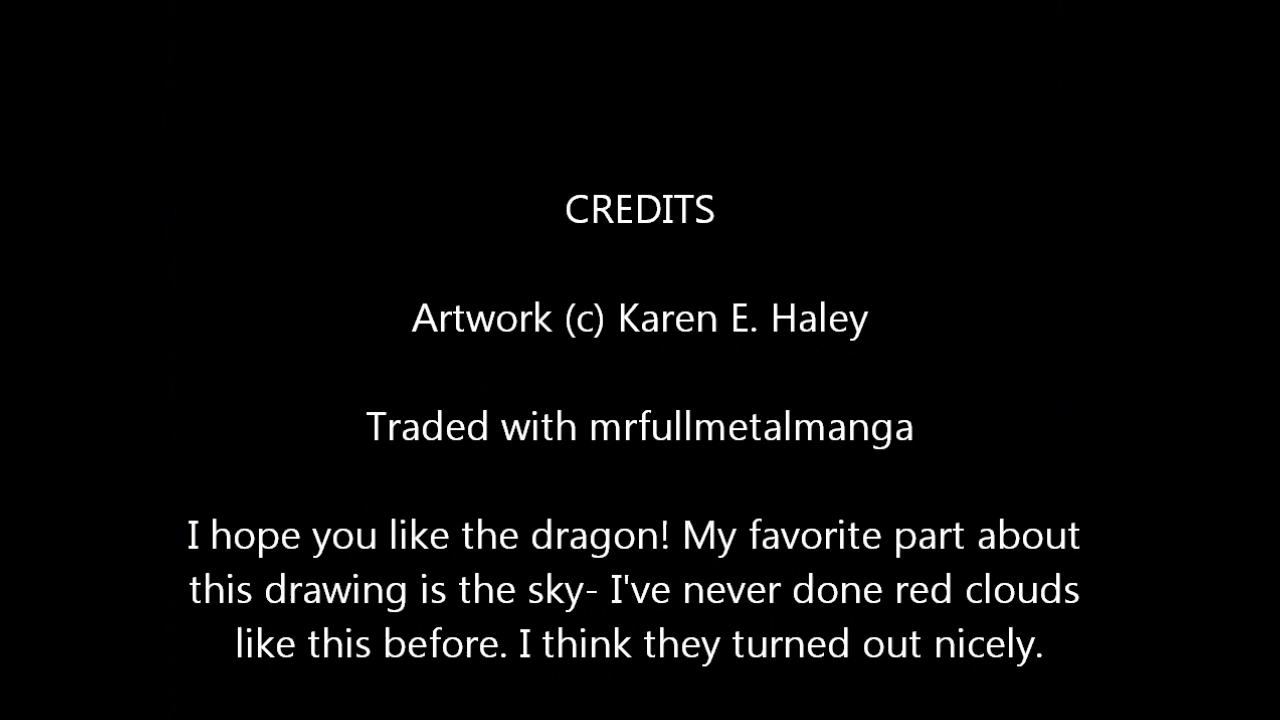 CREDITS
Artwork (c) Karen E. Haley
Traded with mrfullmetalmanga
I hope you like the dragon! My favorite part about
this drawing is the sky- I've never done red clouds
like this before. I think they turned out nicely.